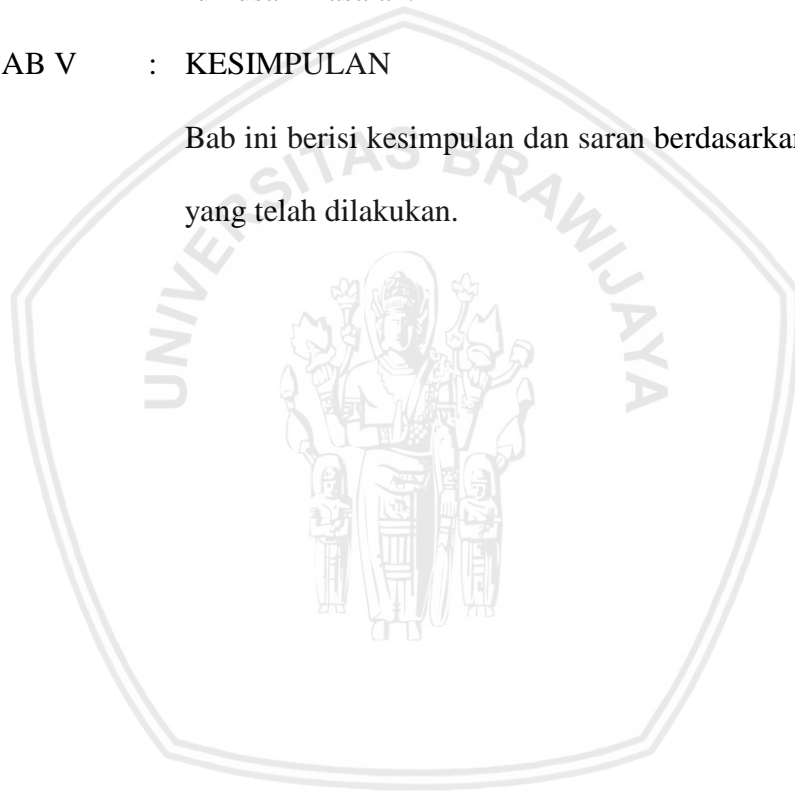 AB V : KESIMPULAN
Bab ini berisi kesimpulan dan saran berdasarkan
yang telah dilakukan.
UNIVERSITAS BRAWIJAYA